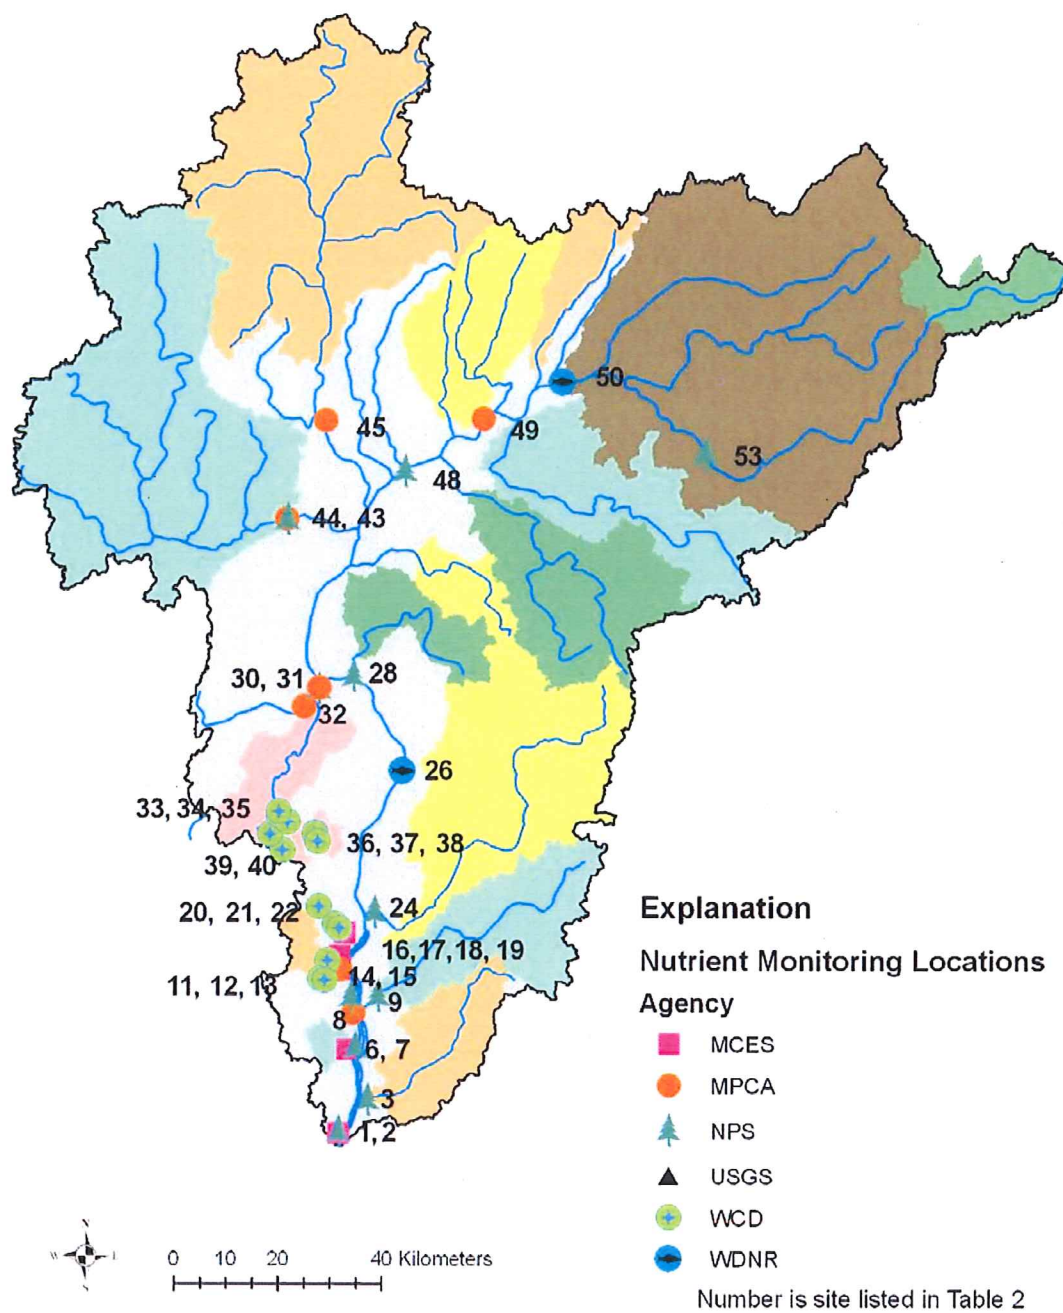 50
45
49
53
48
44, 43
28
30, 31
32
26
33, 34, 35
36, 37, 38
39, 40
24
20, 21, 22
16,17, 18, 19
14, 15
11, 12, 13
9
8
6, 7
3
1, 2
Explanation
Nutrient Monitoring Locations
Agency
MCES
MPCA
NPS
USGS
WCD
WDNR
Number is site listed in Table 2
N
W
S
0 10 20 40 Kilometers